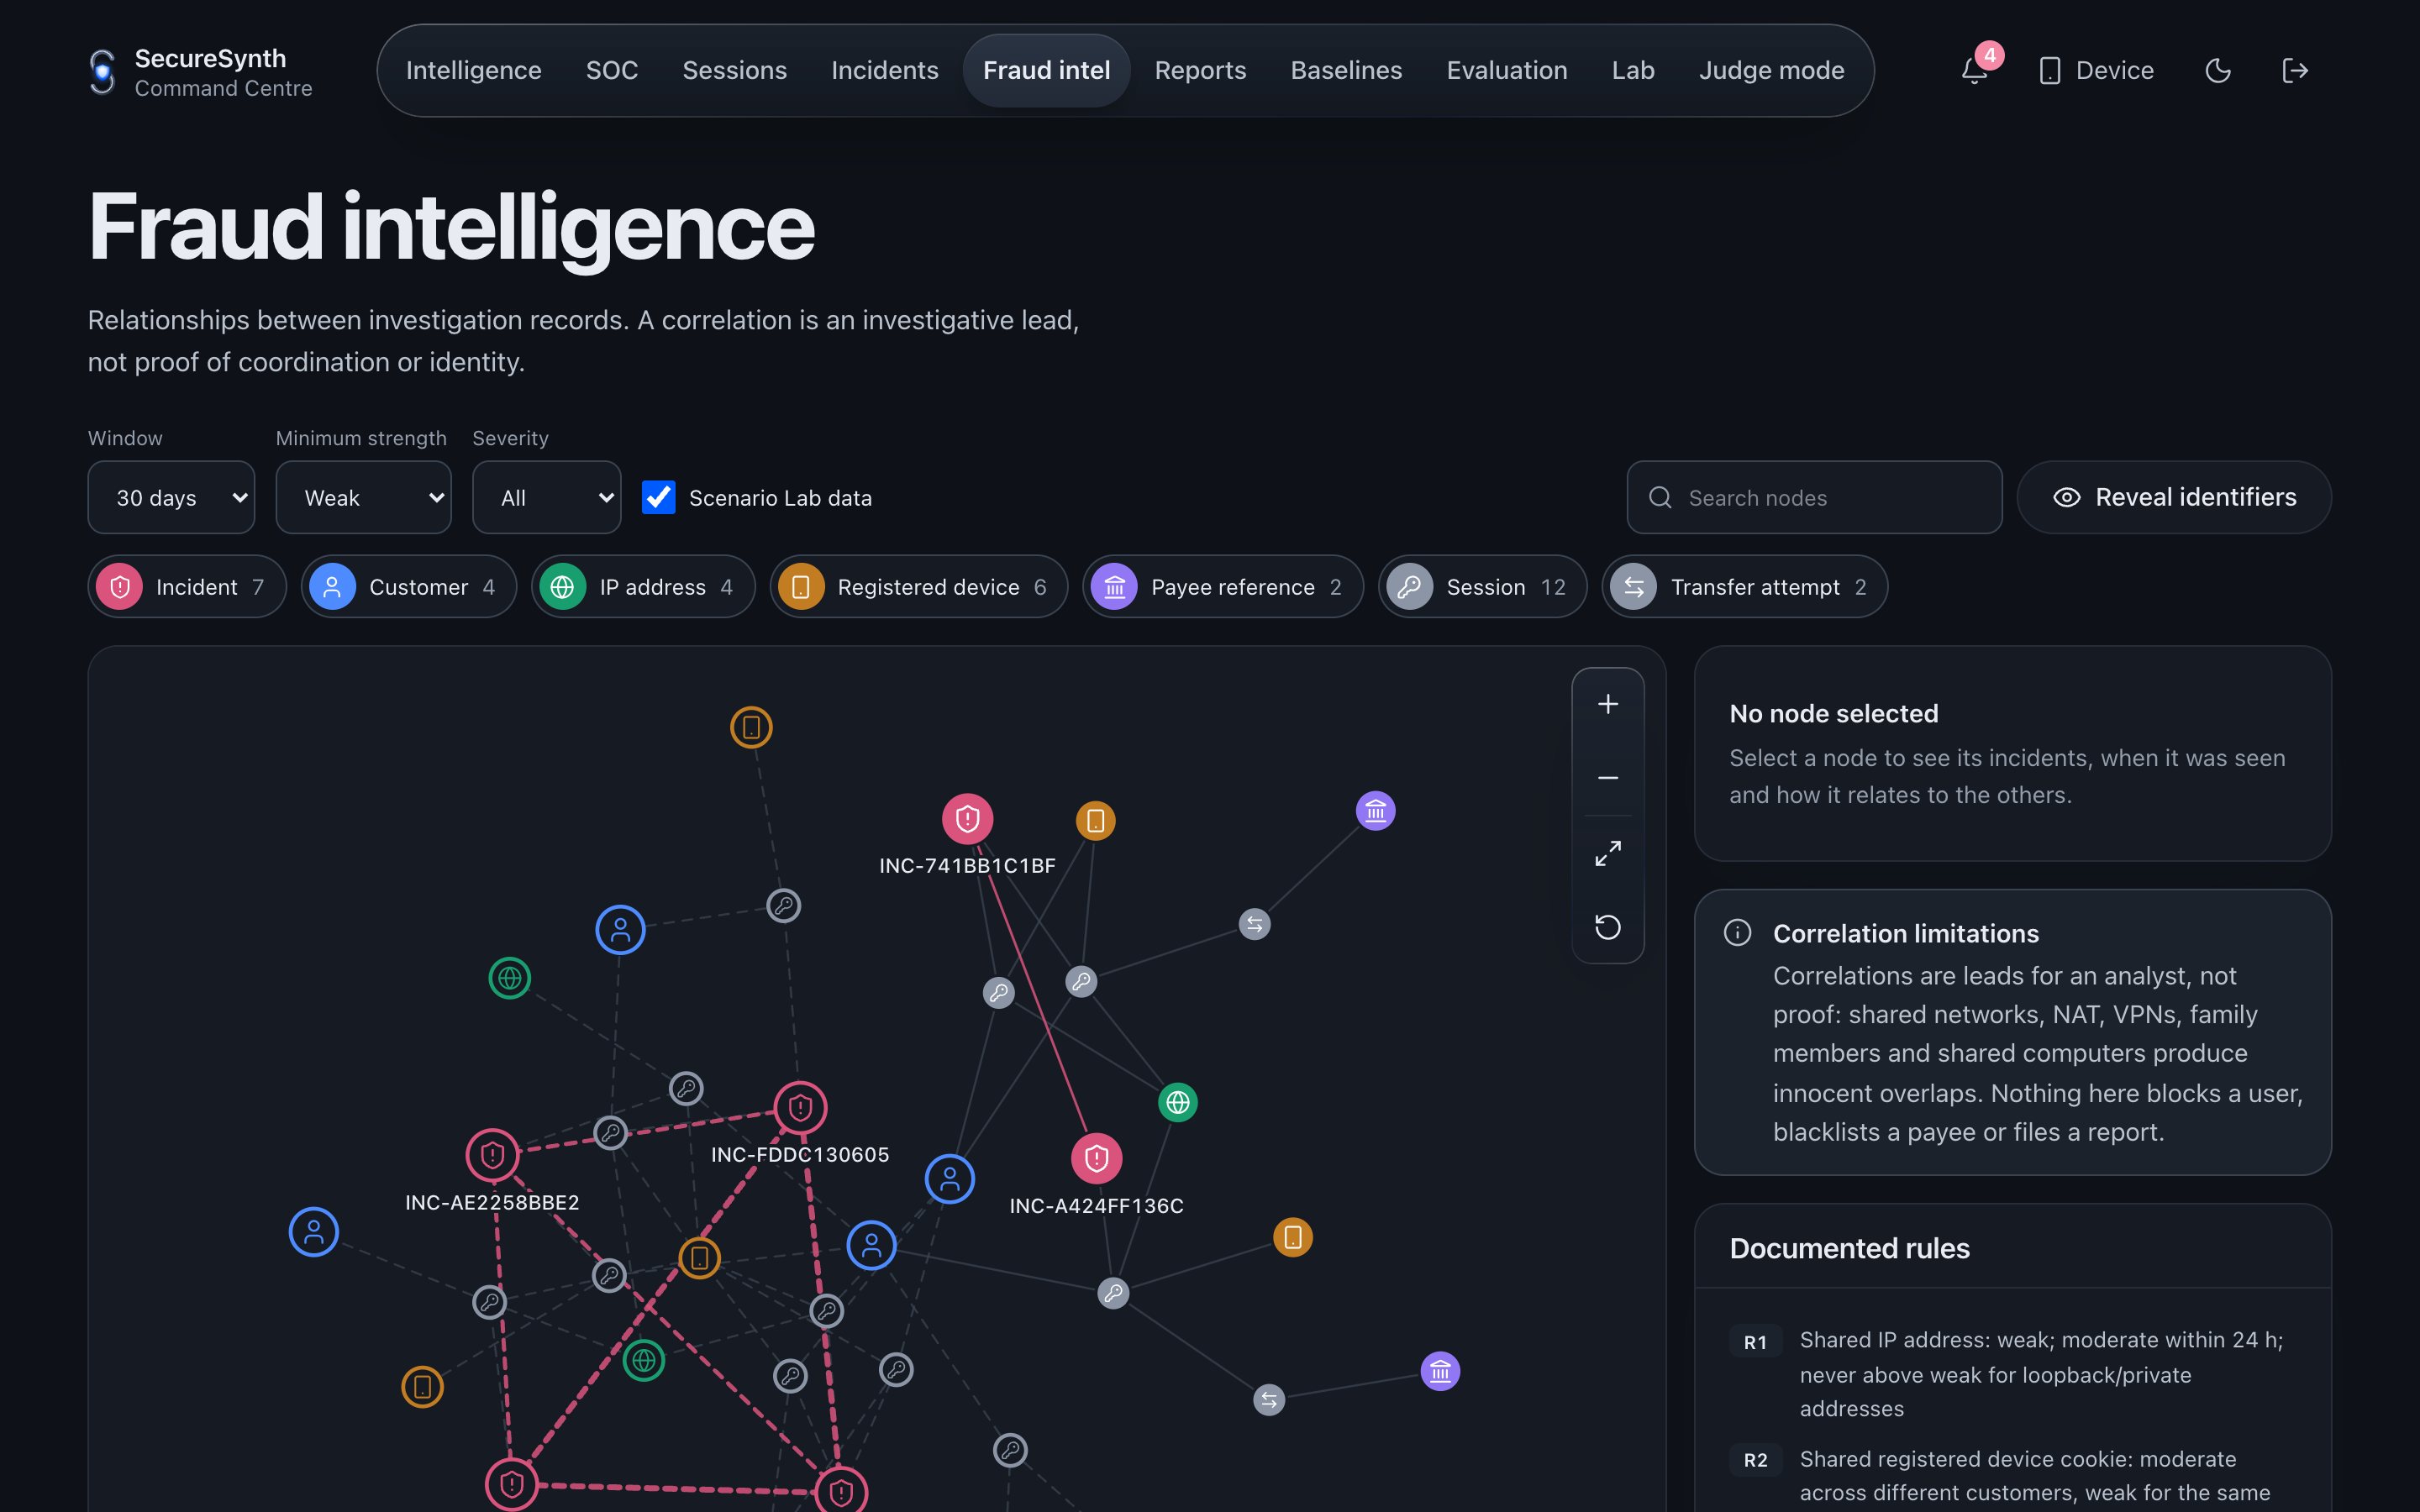 SecureSynth
Command Centre
Intelligence
SOC
Sessions
Incidents
Fraud intel
Reports
Baselines
Evaluation
Lab
Judge mode
4
Device
Fraud intelligence
Relationships between investigation records. A correlation is an investigative lead,
not proof of coordination or identity.
Window
Minimum strength
Severity
30 days
Weak
All
Scenario Lab data
Search nodes
Reveal identifiers
Incident 7
Customer 4
IP address 4
Registered device 6
Payee reference 2
Session 12
Transfer attempt 2
INC-741BB1C1BF
INC-FDDC130605
INC-AE2258BBE2
INC-A424FF136C
No node selected
Select a node to see its incidents, when it was seen
and how it relates to the others.
Correlation limitations
Correlations are leads for an analyst, not
proof: shared networks, NAT, VPNs, family
members and shared computers produce
innocent overlaps. Nothing here blocks a user,
blacklists a payee or files a report.
Documented rules
R1
Shared IP address: weak; moderate within 24 h;
never above weak for loopback/private
addresses
R2
Shared registered device cookie: moderate
across different customers, weak for the same